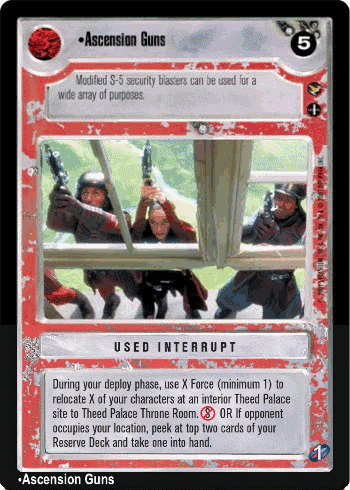 •Ascension Guns
5
Modified S-5 security blasters can be used for a
wide array of purposes.
USED INTERRUPT
During your deploy phase, use X Force (minimum 1) to
relocate X of your characters at an interior Theed Palace
site to Theed Palace Throne Room. OR If opponent
occupies your location, peek at top two cards of your
Reserve Deck and take one into hand.
1
•Ascension Guns